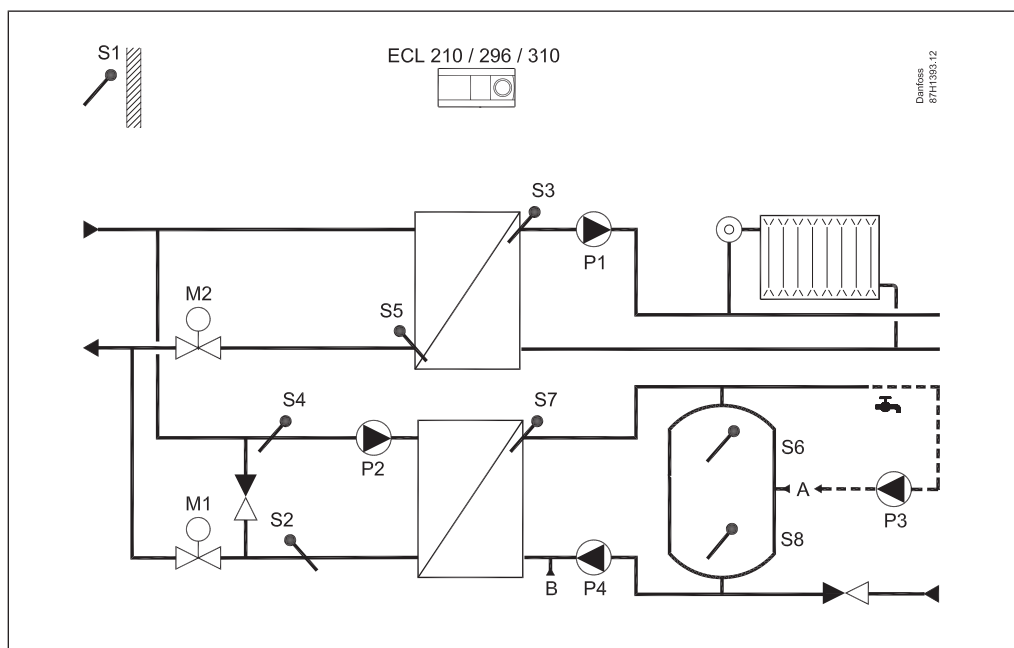 S1
ECL 210 / 296 / 310
Danfoss
87H1393.12
S3
P1
M2
S5
S4
S7
P2
S6
A
P3
M1
S2
S8
B
P4